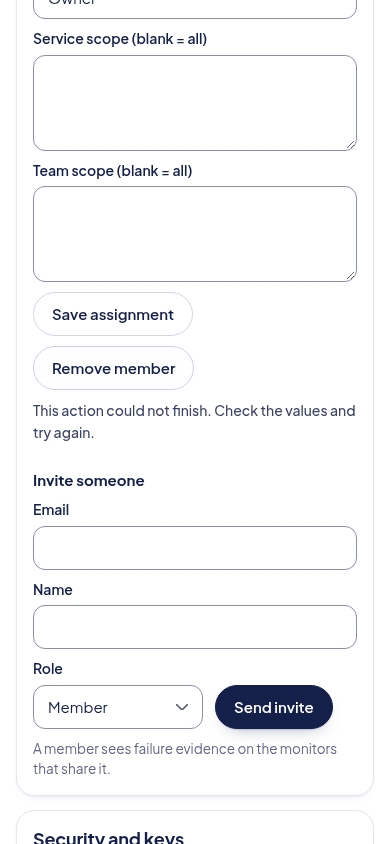 Owner
Service scope (blank = all)
Team scope (blank = all)
Save assignment
Remove member
This action could not finish. Check the values and
try again.
Invite someone
Email
Name
Role
Member
Send invite
A member sees failure evidence on the monitors
that share it.
Security and keys